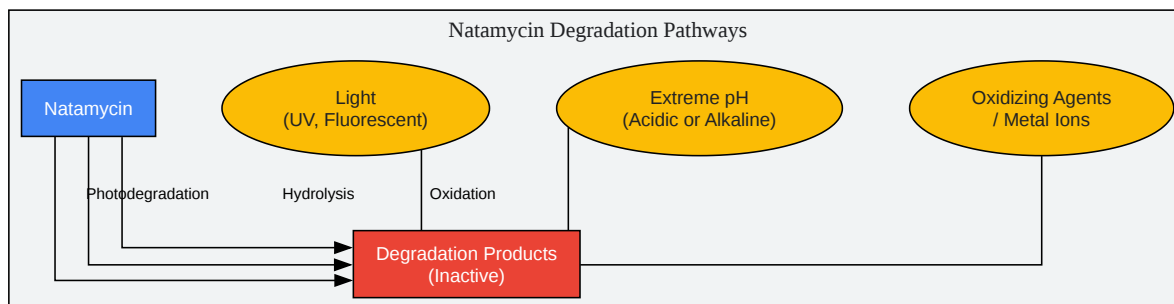 Natamycin Degradation Pathways
Natamycin
Light
(UV, Fluorescent)
Extreme pH
(Acidic or Alkaline)
Oxidizing Agents
/ Metal Ions
Photodegradation
Hydrolysis
Oxidation
Degradation Products
(Inactive)